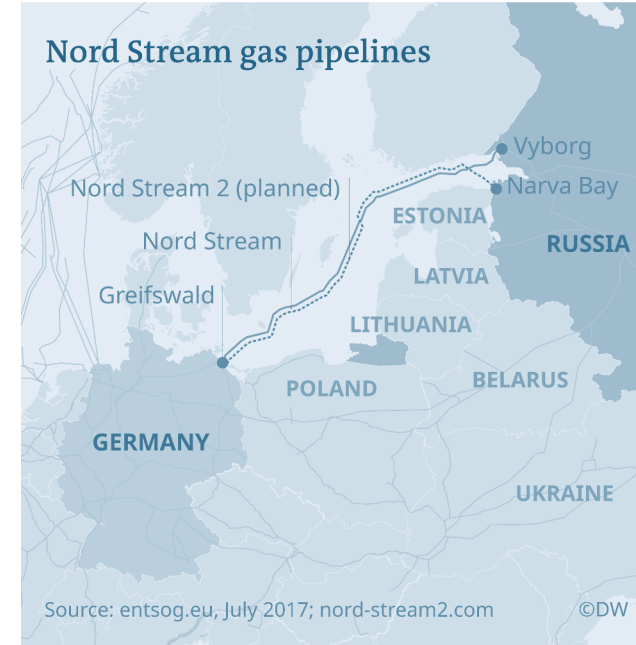 Nord Stream gas pipelines
Vyborg
Nord Stream 2 (planned)
Narva Bay
ESTONIA
Nord Stream
RUSSIA
LATVIA
Greifswald
LITHUANIA
POLAND
BELARUS
GERMANY
UKRAINE
Source: entsog.eu, July 2017; nord-stream2.com
©DW